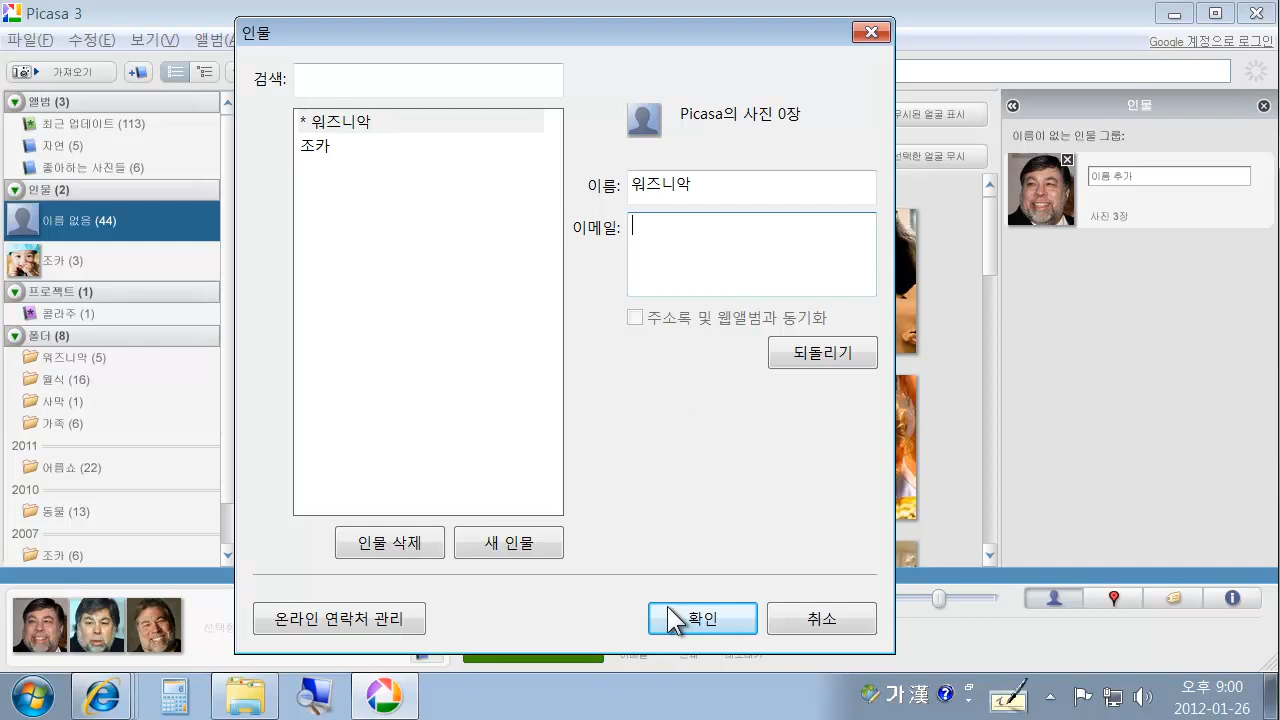 Picasa 3
파일(F) 수정(E) 보기(V)
Google 계정으로 로그인
가져오기
앨범 (3)
최근 업데이트 (113)
자연 (5)
좋아하는 사진들 (6)
인물 (2)
이름 없음 (44)
조카 (3)
프로젝트 (1)
콜라주 (1)
폴더 (8)
워즈니악 (5)
월식 (16)
사막 (1)
가족 (6)
2011
어름쇼 (22)
2010
동물 (13)
2007
조카 (6)
인물
검색:
* 워즈니악
조카
Picasa의 사진 0장
이름: 워즈니악
이메일:
주소록 및 웹앨범과 동기화
되돌리기
인물 삭제
새 인물
온라인 연락처 관리
확인
취소
얼굴 표시
선택한 얼굴 무시
인물
이름이 없는 인물 그룹:
이름 추가
사진 3장
가 漢
오후 9:00
2012-01-26